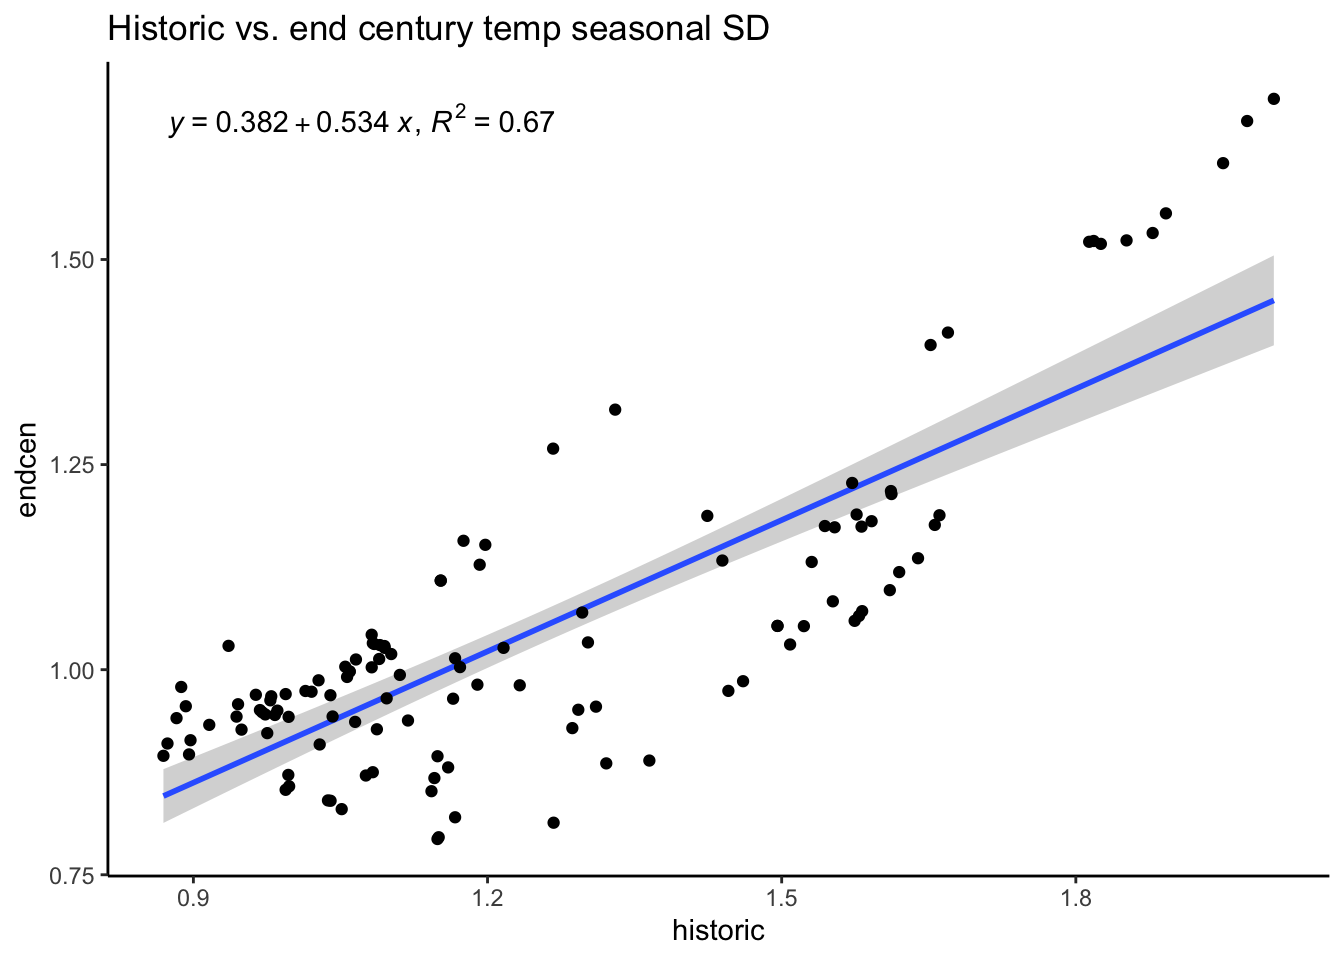 Historic vs. end century temp seasonal SD
y = 0.382 + 0.534 x, R² = 0.67
1.50
1.25
1.00
0.75
endcen
0.9 1.2 1.5 1.8
historic